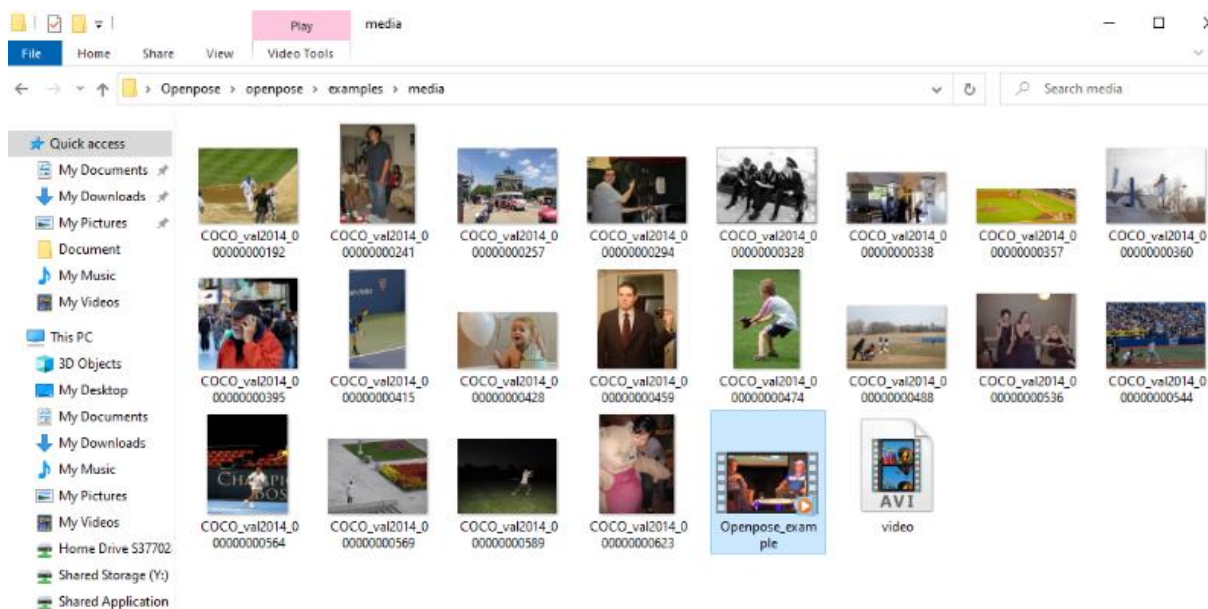 Play
media
File
Home
Share
View
Video Tools
Openpose > openpose > examples > media
Search media
Quick access
My Documents
My Downloads
My Pictures
Document
My Music
My Videos
This PC
3D Objects
My Desktop
My Documents
My Downloads
My Music
My Pictures
My Videos
Home Drive S37702
Shared Storage (Y:)
Shared Application
COCO_val2014_0
00000000192
COCO_val2014_0
00000000241
COCO_val2014_0
00000000257
COCO_val2014_0
00000000294
COCO_val2014_0
00000000328
COCO_val2014_0
00000000338
COCO_val2014_0
00000000357
COCO_val2014_0
00000000360
COCO_val2014_0
00000000395
COCO_val2014_0
00000000415
COCO_val2014_0
00000000428
COCO_val2014_0
00000000459
COCO_val2014_0
00000000474
COCO_val2014_0
00000000488
COCO_val2014_0
00000000536
COCO_val2014_0
00000000544
COCO_val2014_0
00000000564
COCO_val2014_0
00000000569
COCO_val2014_0
00000000589
COCO_val2014_0
00000000623
Openpose_exam
ple
AVI
video